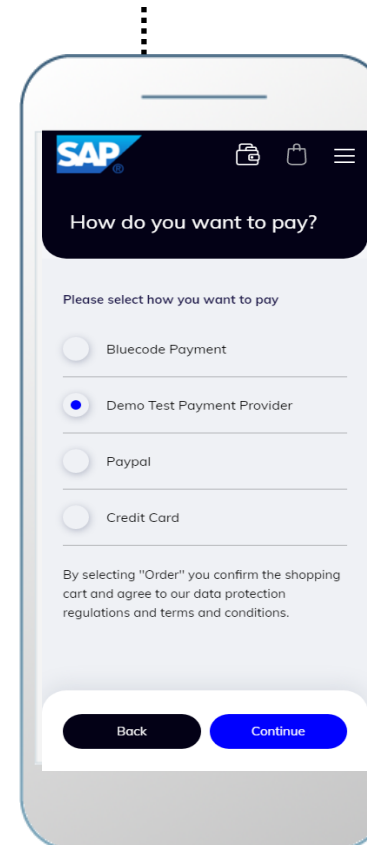 SAP®
How do you want to pay?
Please select how you want to pay
Bluecode Payment
Demo Test Payment Provider
Paypal
Credit Card
By selecting "Order" you confirm the shopping
cart and agree to our data protection
regulations and terms and conditions.
Back
Continue